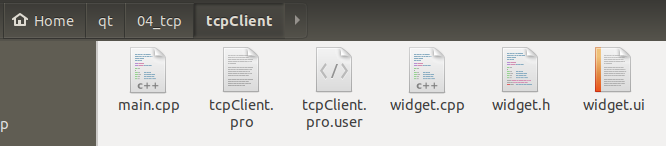 Home qt 04_tcp tcpClient
c++
main.cpp
tcpClient.
pro
</>
tcpClient.
pro.user
c++
widget.cpp
h
widget.h
widget.ui
p